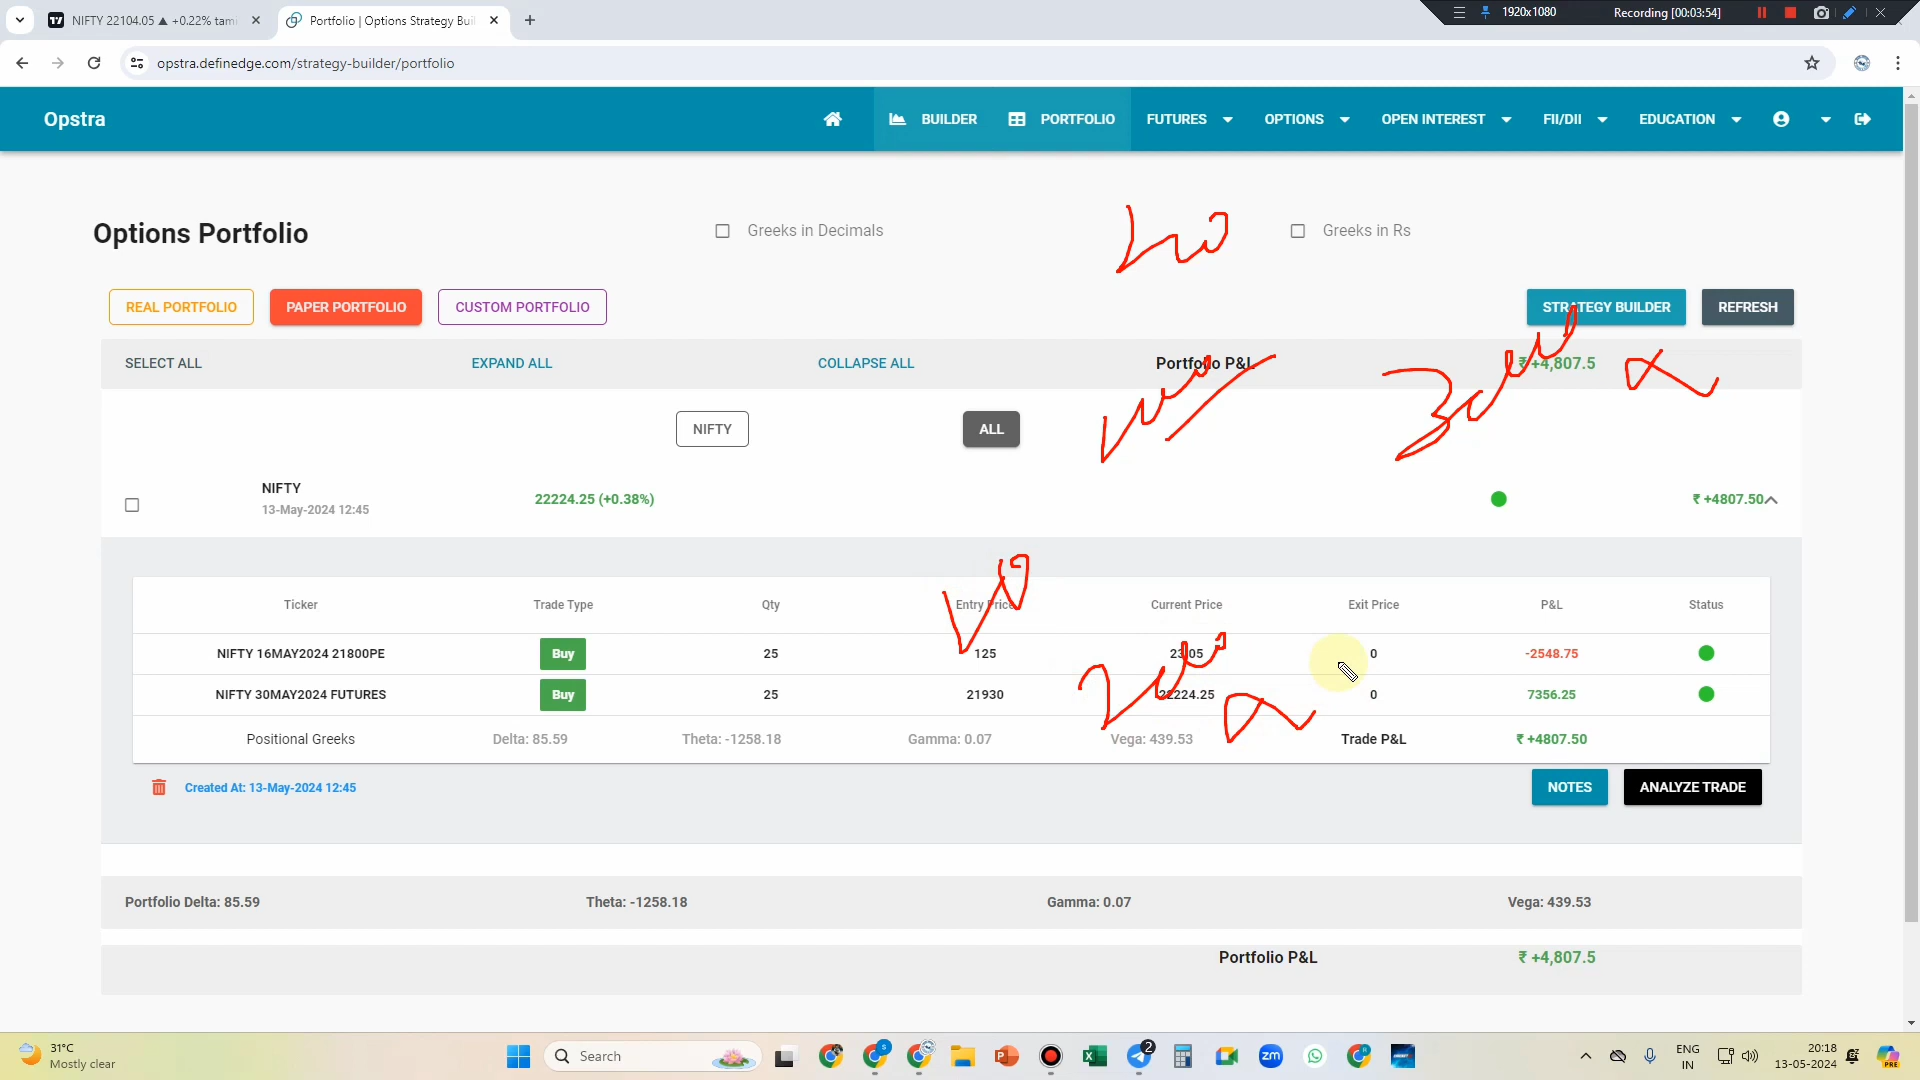 NIFTY 22104.05 ▲ +0.22% tami
Portfolio | Options Strategy Buil
1920x1080
Recording [00:03:54]
opstra.definedge.com/strategy-builder/portfolio
Opstra
BUILDER
PORTFOLIO
FUTURES
OPTIONS
OPEN INTEREST
FII/DII
EDUCATION
Options Portfolio
Greeks in Decimals
Greeks in Rs
REAL PORTFOLIO
PAPER PORTFOLIO
CUSTOM PORTFOLIO
STRATEGY BUILDER
REFRESH
SELECT ALL
EXPAND ALL
COLLAPSE ALL
Portfolio P&L
₹ +4,807.5
NIFTY
ALL
NIFTY
13-May-2024 12:45
22224.25 (+0.38%)
₹ +4807.50
Ticker Trade Type Qty Entry Price Current Price Exit Price P&L Status
NIFTY 16MAY2024 21800PE Buy 25 125 23.05 0 -2548.75
NIFTY 30MAY2024 FUTURES Buy 25 21930 22224.25 0 7356.25
Positional Greeks Delta: 85.59 Theta: -1258.18 Gamma: 0.07 Vega: 439.53 Trade P&L ₹ +4807.50
Created At: 13-May-2024 12:45
NOTES
ANALYZE TRADE
Portfolio Delta: 85.59 Theta: -1258.18 Gamma: 0.07 Vega: 439.53
Portfolio P&L ₹ +4,807.5
31°C
Mostly clear
Search
2
zm
ENG
IN
20:18
13-05-2024
PRE